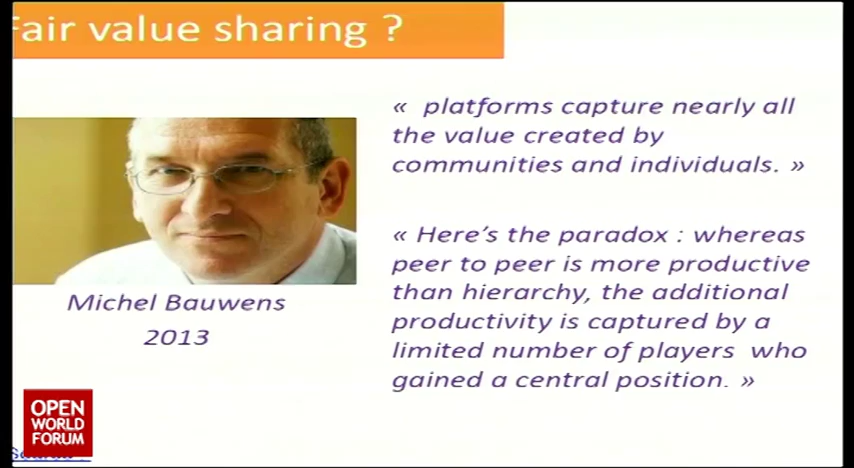 Fair value sharing ?
« platforms capture nearly all
the value created by
communities and individuals. »
« Here's the paradox : whereas
peer to peer is more productive
than hierarchy, the additional
productivity is captured by a
limited number of players who
gained a central position. »
Michel Bauwens
2013
OPEN
WORLD
FORUM